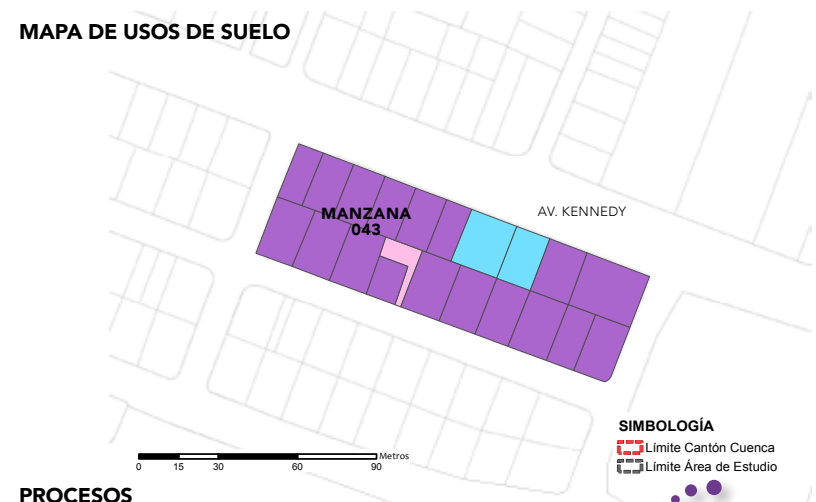 MAPA DE USOS DE SUELO
AV. KENNEDY
MANZANA
043
SIMBOLOGÍA
Límite Cantón Cuenca
Límite Área de Estudio
Metros
0 15 30 60 90
PROCESOS